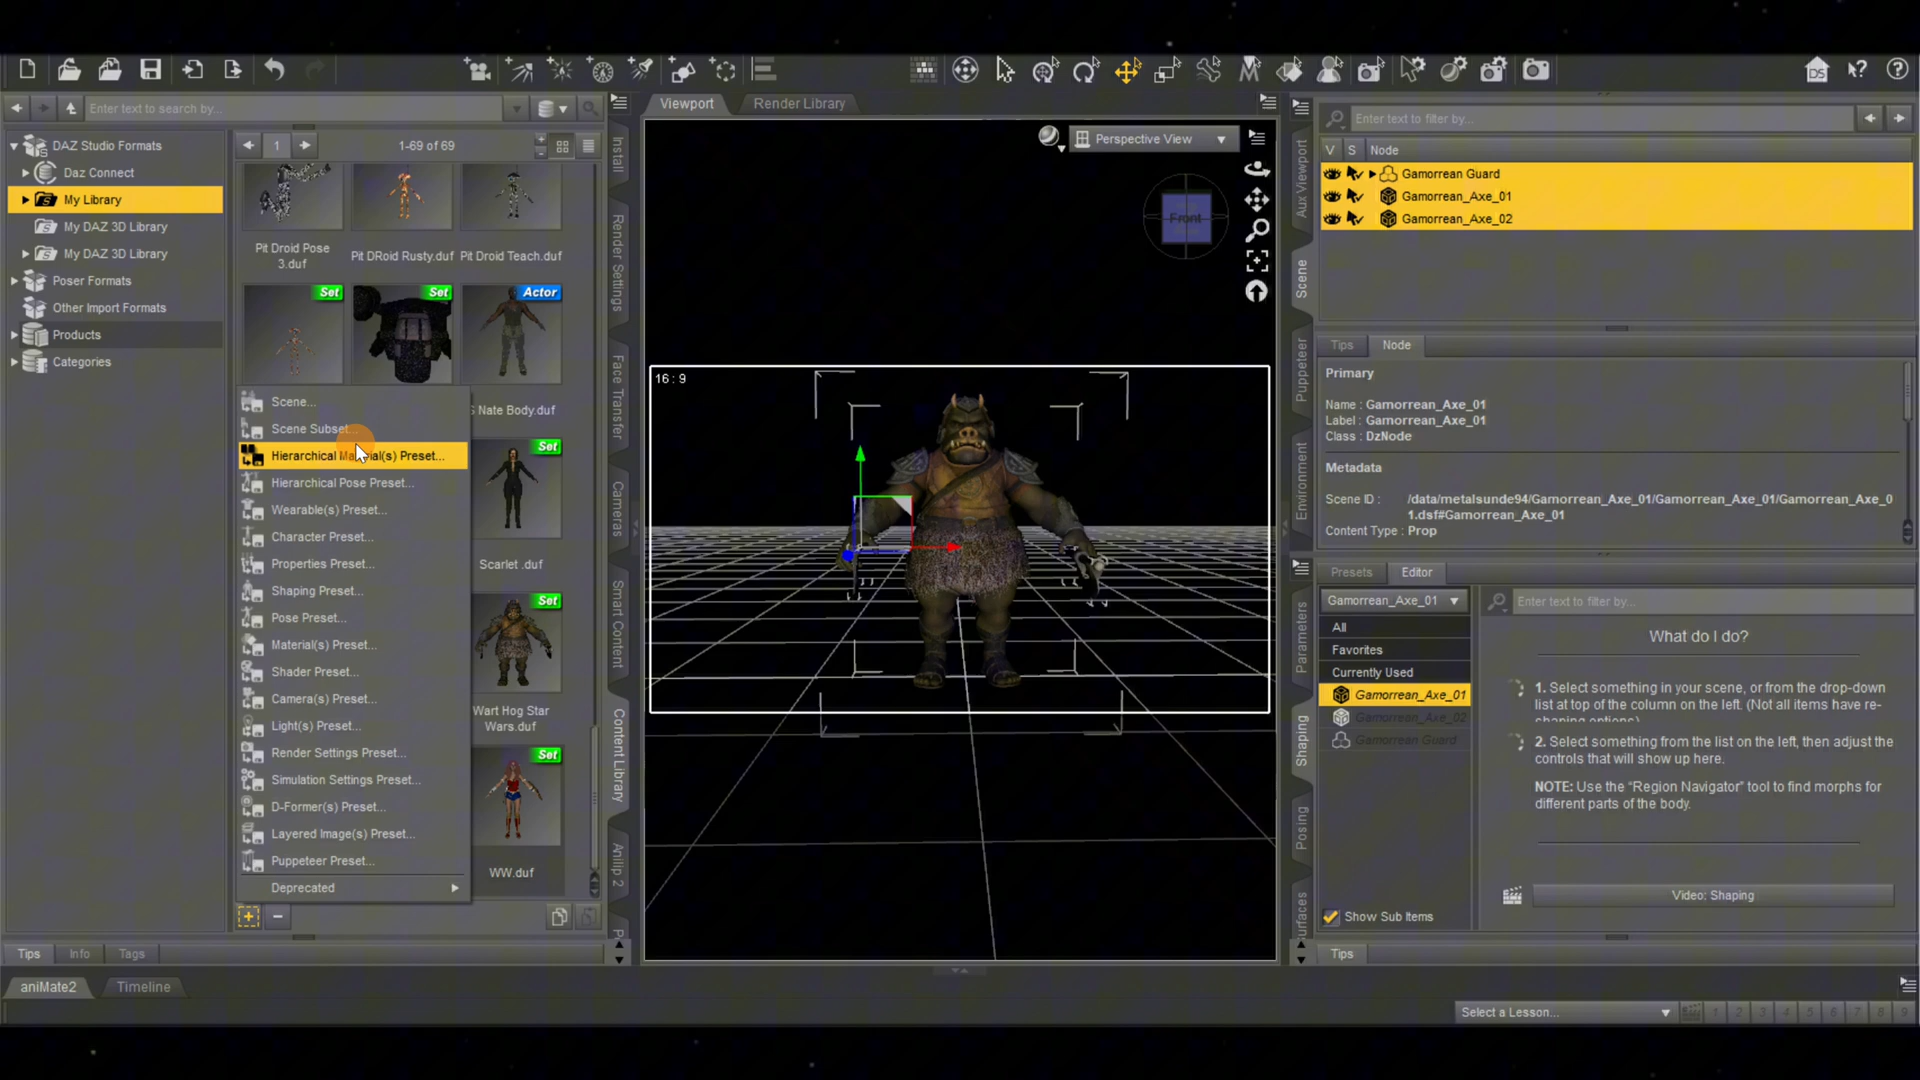 Enter text to search by...
DAZ Studio Formats
Daz Connect
My Library
My DAZ 3D Library
My DAZ 3D Library
Poser Formats
Other Import Formats
Products
Categories
1
1-69 of 69
Pit Droid Pose
3.duf
Pit DRoid Rusty.duf
Pit Droid Teach.duf
Set
Set
Actor
Nate Body.duf
Set
Scarlet .duf
Set
Wart Hog Star
Wars.duf
Set
WW.duf
Scene...
Scene Subset...
Hierarchical Material(s) Preset...
Hierarchical Pose Preset...
Wearable(s) Preset...
Character Preset...
Properties Preset...
Shaping Preset...
Pose Preset...
Material(s) Preset...
Shader Preset...
Camera(s) Preset...
Light(s) Preset...
Render Settings Preset...
Simulation Settings Preset...
D-Former(s) Preset...
Layered Image(s) Preset...
Puppeteer Preset...
Deprecated
Tips
Info
Tags
aniMate2
Timeline
Install
Render Settings
Face Transfer
Cameras
Smart Content
Content Library
Anilip 2
Viewport
Render Library
Perspective View
Front
16 : 9
Aux Viewport
Scene
Puppeteer
Environment
Parameters
Shaping
Posing
Surfaces
Enter text to filter by...
V
S
Node
Gamorrean Guard
Gamorrean_Axe_01
Gamorrean_Axe_02
Tips
Node
Primary
Name : Gamorrean_Axe_01
Label : Gamorrean_Axe_01
Class : DzNode
Metadata
Scene ID : /data/metalsunde94/Gamorrean_Axe_01/Gamorrean_Axe_01/Gamorrean_Axe_0
1.dsf#Gamorrean_Axe_01
Content Type : Prop
Presets
Editor
Gamorrean_Axe_01
Enter text to filter by...
All
Favorites
Currently Used
Gamorrean_Axe_01
Gamorrean_Axe_02
Gamorrean Guard
Show Sub Items
What do I do?
1. Select something in your scene, or from the drop-down
list at top of the column on the left. (Not all items have re-
shaping options)
2. Select something from the list on the left, then adjust the
controls that will show up here.
NOTE: Use the “Region Navigator” tool to find morphs for
different parts of the body.
Video: Shaping
Tips
Select a Lesson...
1 2 3 4 5 6 7 8 9